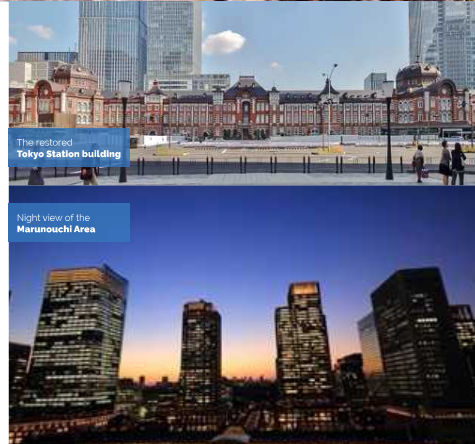 The restored
Tokyo Station building
Night view of the
Marunouchi Area